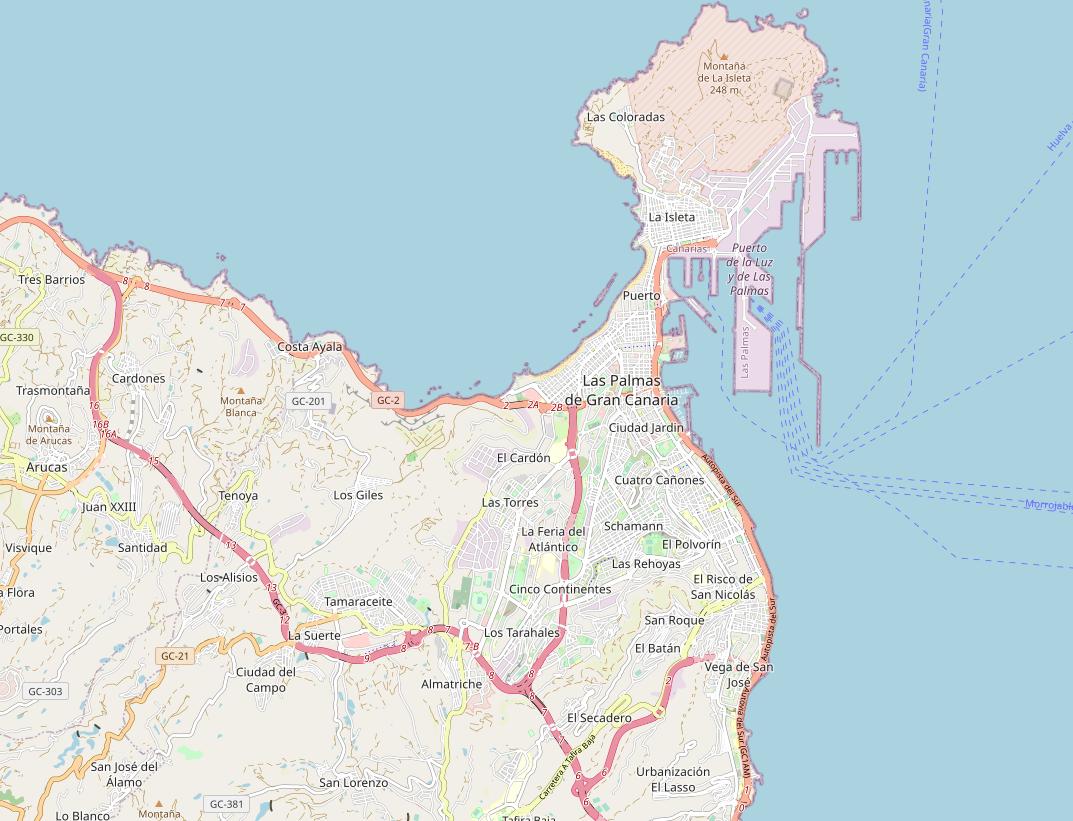 Montaña
de La Isleta
248 m
naria(Gran Canaria)
Las Coloradas
Huelva
La Isleta
Canarias
Puerto
de la Luz
y de Las
Palmas
Tres Barrios
8
8
7
7
Puerto
GC-330
Costa Ayala
Las Palmas
Cardones
Trasmontaña
Montaña
Blanca
GC-201
GC-2
Las Palmas
de Gran Canaria
2
2A
2B
16
16B
16A
Montaña
de Arucas
Ciudad Jardin
Arucas
15
El Cardón
Autopista del Sur
Tenoya
Los Giles
Cuatro Cañones
Las Torres
Juan XXIII
Morrojable
La Feria del
Atlántico
Schamann
El Polvorín
Visvique
Santidad
13
Las Rehoyas
Los Alisios
13
Cinco Continentes
El Risco de
San Nicolás
a Flora
GC-3
12
Tamaraceite
San Roque
Autopista del Sur
Portales
La Suerte
8
7
Los Tarahales
7-B
8
9
El Batán
GC-21
Ciudad del
Campo
Almatriche
8
8
Vega de San
José
2
GC-303
8
7
El Secadero
Autovía del Sur (GC1AM)
Carretera A Tafira Baja
San José del
Álamo
San Lorenzo
6
6
6
Urbanización
El Lasso
GC-381
Lo Blanco
Montaña
Tafira Baja
1
0